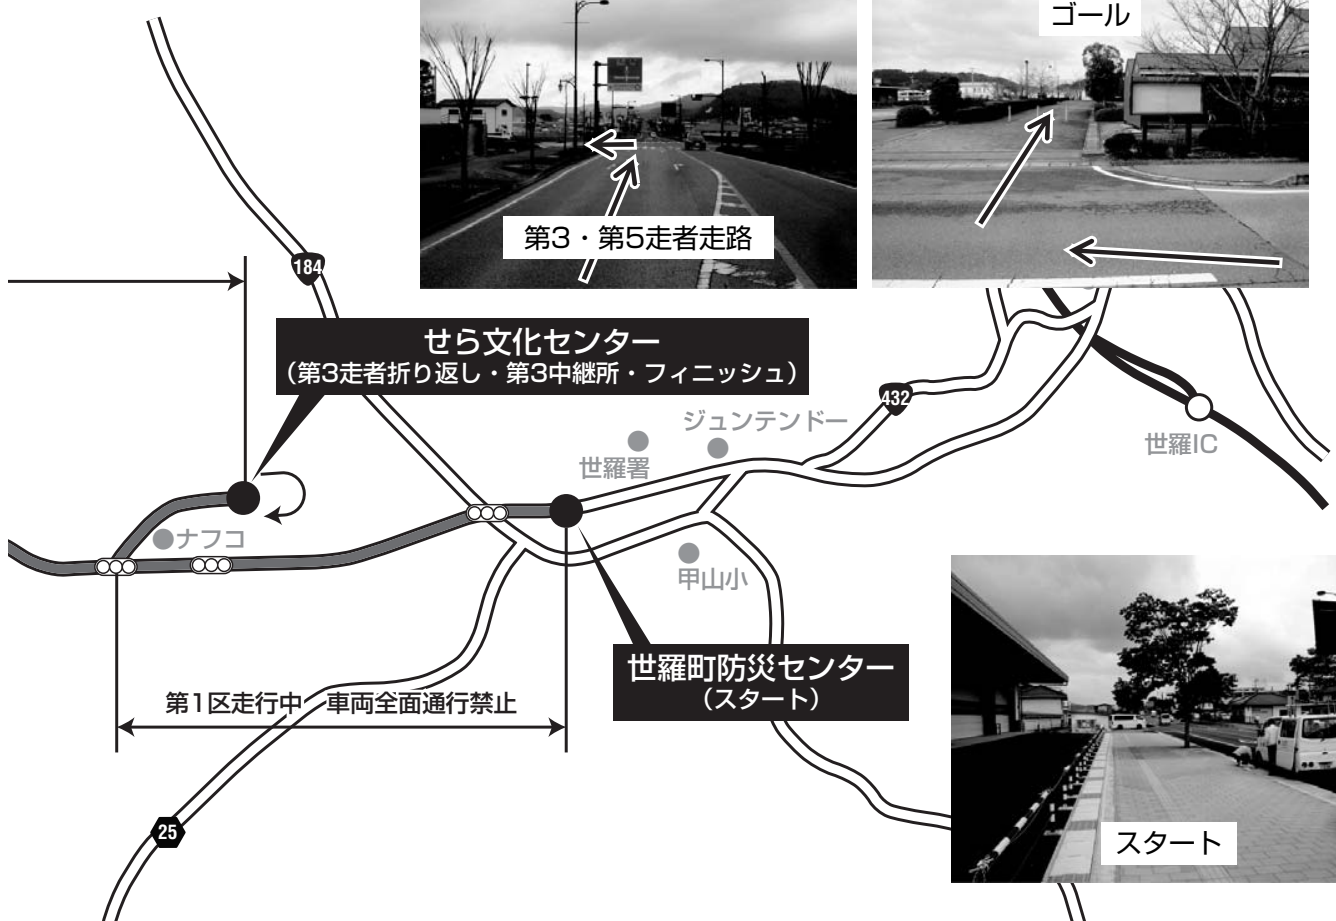 ゴール
第3・第5走者走路
184
せら文化センター
（第3走者折り返し・第3中継所・フィニッシュ）
432
ジュンテンドー
世羅署
世羅IC
ナフコ
甲山小
世羅町防災センター
（スタート）
第1区走行中 車両全面通行禁止
25
スタート